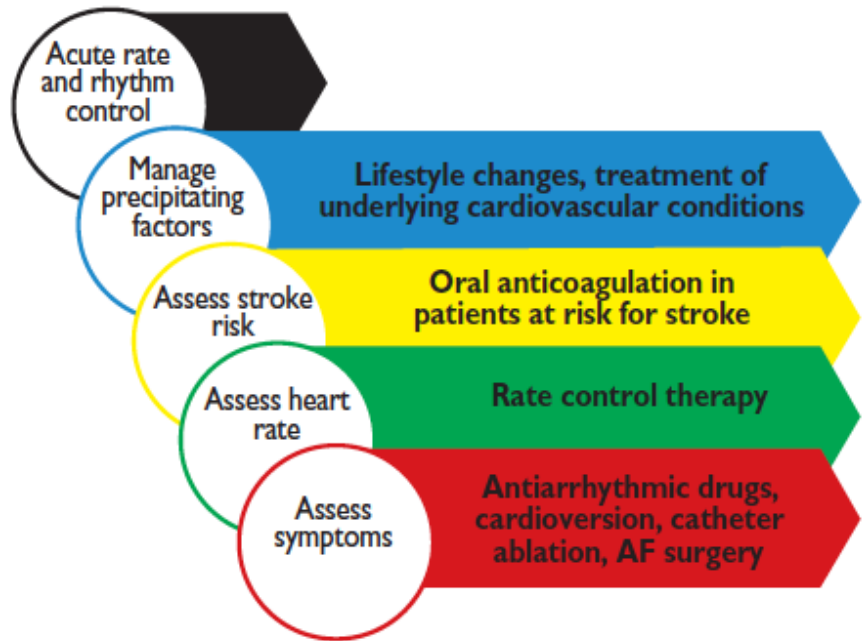 Acute rate
and rhythm
control
Manage
precipitating
factors
Lifestyle changes, treatment of
underlying cardiovascular conditions
Assess stroke
risk
Oral anticoagulation in
patients at risk for stroke
Assess heart
rate
Rate control therapy
Assess
symptoms
Antiarrhythmic drugs,
cardioversion, catheter
ablation, AF surgery